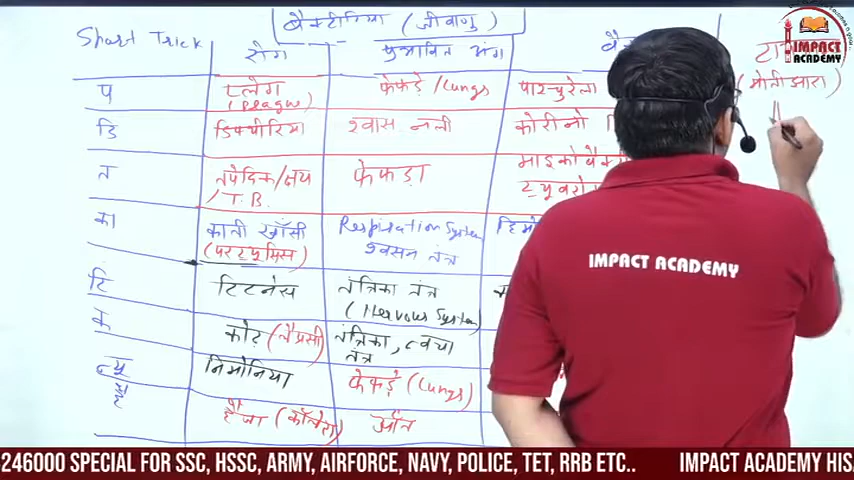 Short Trick
बैक्टीरिया (जीवाणु)
रोग
प्रभावित अंग
प
प्लेग
(Plague)
फेफड़े /Lungs
पाश्चुरेला
डि
डिफ्थीरिया
श्वास नली
कोरीनो
त
तपेदिक/क्षय
/T.B.
फेफड़ा
माइकोबैक्
ट्यूबरो
का
काली खाँसी
(परट्यूसिस)
Respiration System
श्वसन तंत्र
हिमो
टि
टिटनेस
तंत्रिका तंत्र
(Nervous System)
क
कोढ़ (लैप्रसी)
तंत्रिका, त्वचा
तंत्र
न्यू
निमोनिया
फेफड़े (Lungs)
है
हैजा (कॉलेरा)
आँत
(मोतीझारा)
IMPACT
ACADEMY
IMPACT ACADEMY
246000 SPECIAL FOR SSC, HSSC, ARMY, AIRFORCE, NAVY, POLICE, TET, RRB ETC.. IMPACT ACADEMY HIS